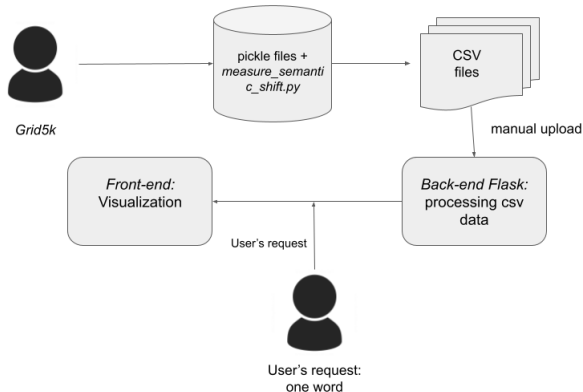 Grid5k
pickle files +
measure_semanti
c_shift.py
CSV
files
manual upload
Front-end:
Visualization
Back-end Flask:
processing csv
data
User's request
User's request:
one word